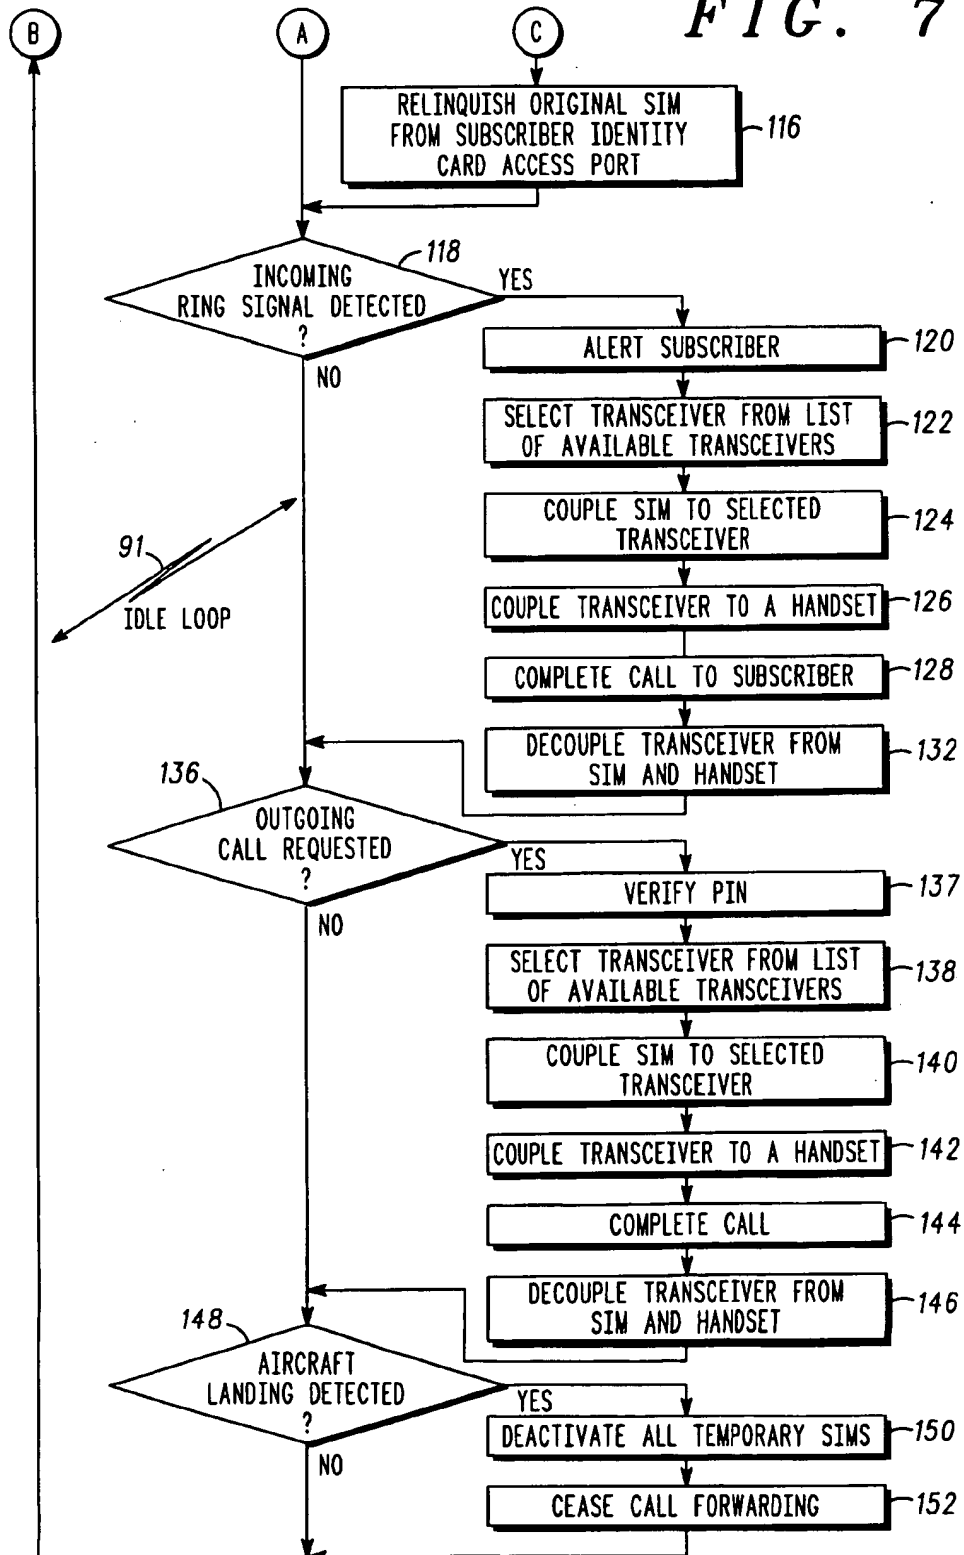 FIG. 7
B
A
C
RELINQUISH ORIGINAL SIM
FROM SUBSCRIBER IDENTITY
CARD ACCESS PORT
116
118
INCOMING
RING SIGNAL DETECTED
?
YES
NO
ALERT SUBSCRIBER
120
SELECT TRANSCEIVER FROM LIST
OF AVAILABLE TRANSCEIVERS
122
COUPLE SIM TO SELECTED
TRANSCEIVER
124
91
IDLE LOOP
COUPLE TRANSCEIVER TO A HANDSET
126
COMPLETE CALL TO SUBSCRIBER
128
DECOUPLE TRANSCEIVER FROM
SIM AND HANDSET
132
136
OUTGOING
CALL REQUESTED
?
YES
NO
VERIFY PIN
137
SELECT TRANSCEIVER FROM LIST
OF AVAILABLE TRANSCEIVERS
138
COUPLE SIM TO SELECTED
TRANSCEIVER
140
COUPLE TRANSCEIVER TO A HANDSET
142
COMPLETE CALL
144
DECOUPLE TRANSCEIVER FROM
SIM AND HANDSET
146
148
AIRCRAFT
LANDING DETECTED
?
YES
NO
DEACTIVATE ALL TEMPORARY SIMS
150
CEASE CALL FORWARDING
152